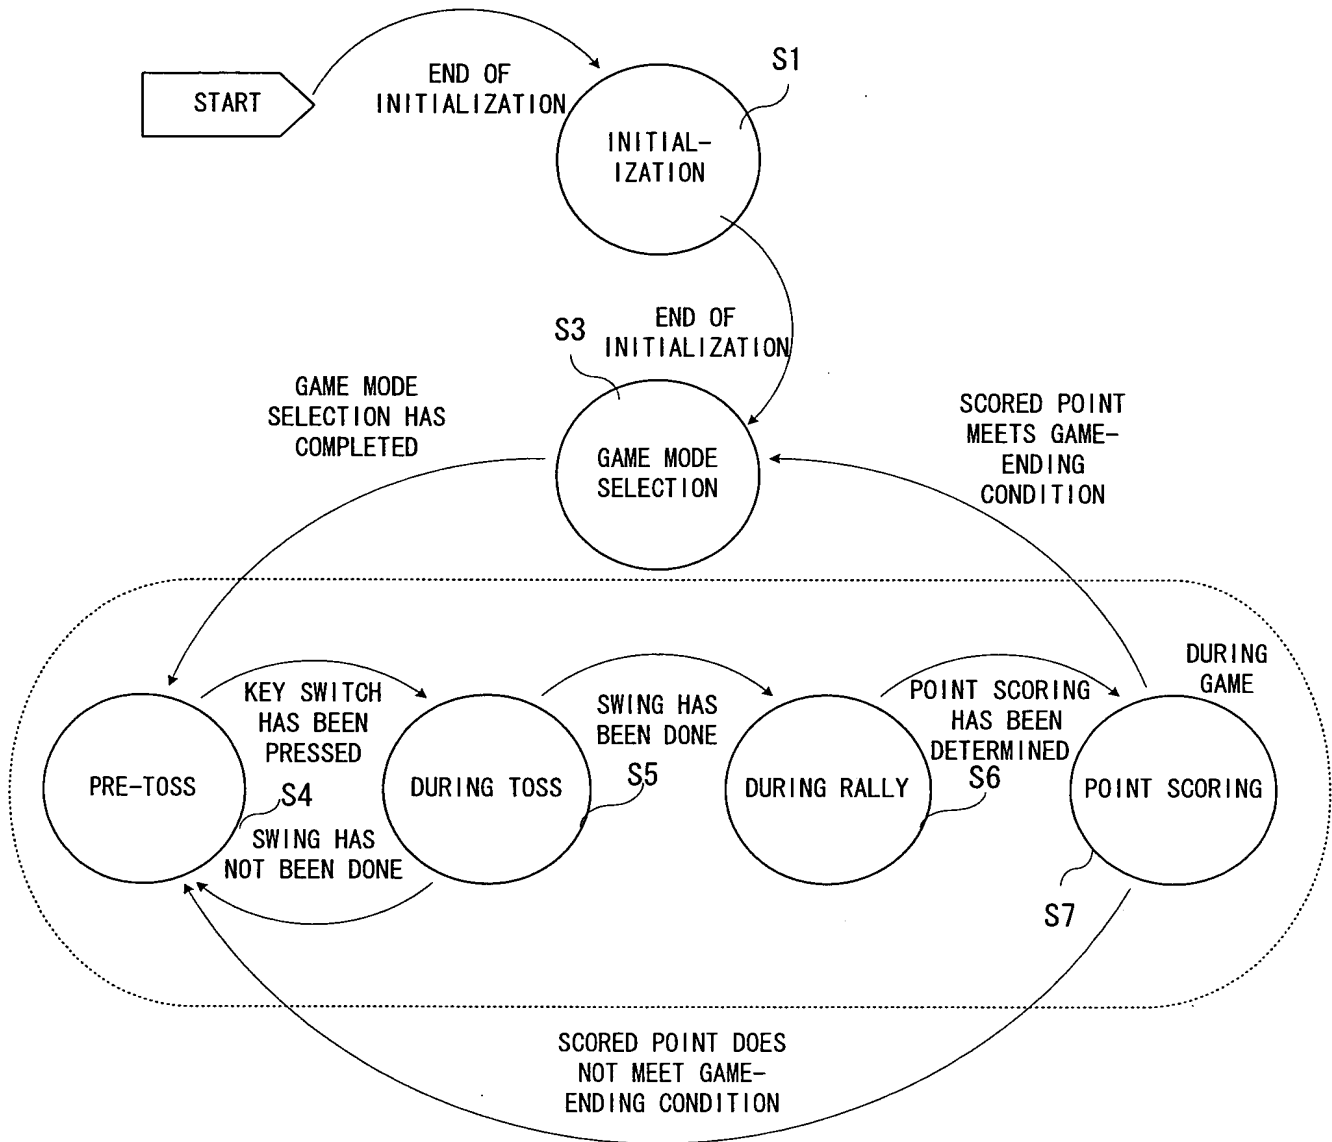 START
END OF
INITIALIZATION
S1
INITIAL-
IZATION
S3
END OF
INITIALIZATION
GAME MODE
SELECTION HAS
COMPLETED
GAME MODE
SELECTION
SCORED POINT
MEETS GAME-
ENDING
CONDITION
DURING
GAME
PRE-TOSS
KEY SWITCH
HAS BEEN
PRESSED
S4
SWING HAS
NOT BEEN DONE
DURING TOSS
SWING HAS
BEEN DONE
S5
DURING RALLY
POINT SCORING
HAS BEEN
DETERMINED
S6
POINT SCORING
S7
SCORED POINT DOES
NOT MEET GAME-
ENDING CONDITION